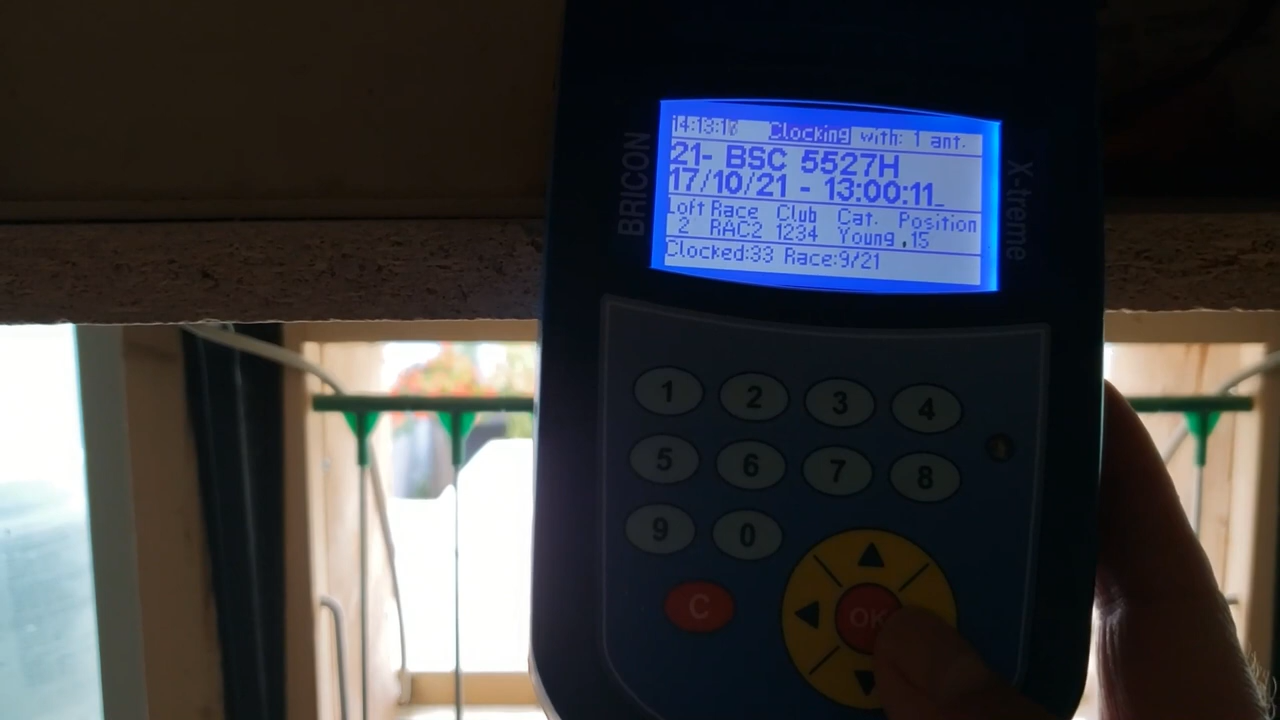 BRICON
X-treme
14:13:18 Clocking with: 1 ant.
21- BSC 5527H
17/10/21 - 13:00:11_
Loft Race Club Cat. Position
2 RAC2 1234 Young 15
Clocked:33 Race:9/21
1 2 3 4
5 6 7 8
9 0
C
OK